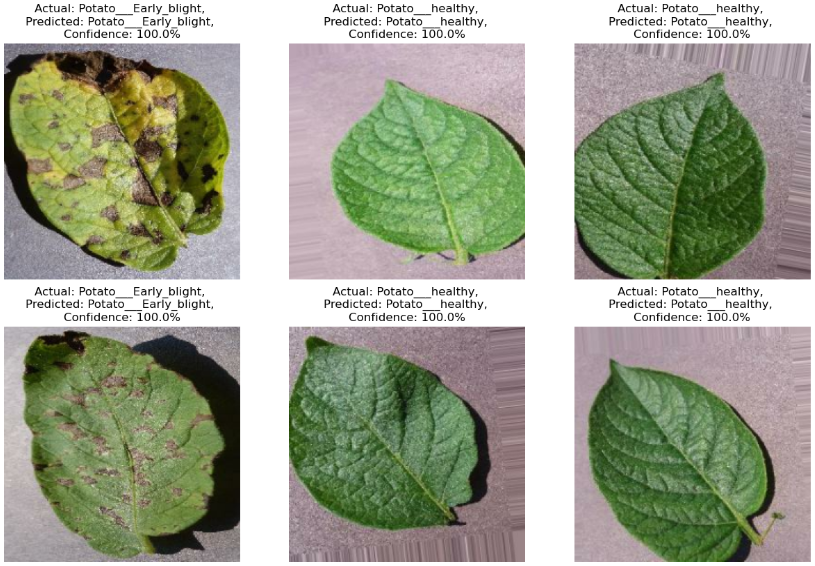 Actual: Potato___Early_blight,
Predicted: Potato___Early_blight,
Confidence: 100.0%
Actual: Potato___healthy,
Predicted: Potato___healthy,
Confidence: 100.0%
Actual: Potato___healthy,
Predicted: Potato___healthy,
Confidence: 100.0%
Actual: Potato___Early_blight,
Predicted: Potato___Early_blight,
Confidence: 100.0%
Actual: Potato___healthy,
Predicted: Potato___healthy,
Confidence: 100.0%
Actual: Potato___healthy,
Predicted: Potato___healthy,
Confidence: 100.0%